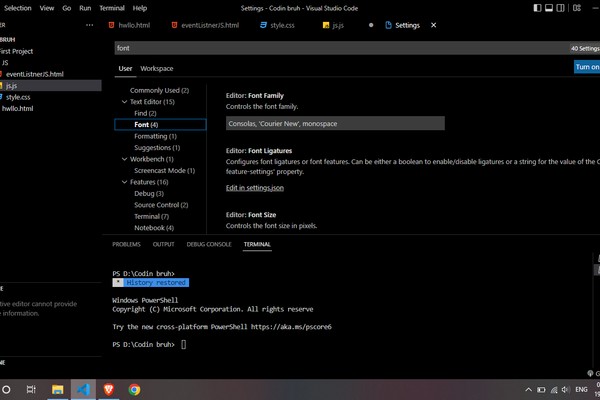 Selection View Go Run Terminal Help
Settings - Codin bruh - Visual Studio Code
hwllo.html
eventListnerJS.html
style.css
js.js
Settings
BRUH
First Project
JS
eventListnerJS.html
js.js
style.css
hwllo.html
font
40 Settings
User Workspace
Turn on
Commonly Used (2)
Text Editor (15)
Find (2)
Font (4)
Formatting (1)
Suggestions (1)
Workbench (1)
Screencast Mode (1)
Features (16)
Debug (3)
Source Control (2)
Terminal (7)
Notebook (4)
Editor: Font Family
Controls the font family.
Consolas, 'Courier New', monospace
Editor: Font Ligatures
Configures font ligatures or font features. Can be either a boolean to enable/disable ligatures or a string for the value of the C
feature-settings' property.
Edit in settings.json
Editor: Font Size
Controls the font size in pixels.
PROBLEMS OUTPUT DEBUG CONSOLE TERMINAL
PS D:\Codin bruh>
* History restored
Windows PowerShell
Copyright (C) Microsoft Corporation. All rights reserve
Try the new cross-platform PowerShell https://aka.ms/pscore6
PS D:\Codin bruh>
tive editor cannot provide
information.
NE
ENG
19